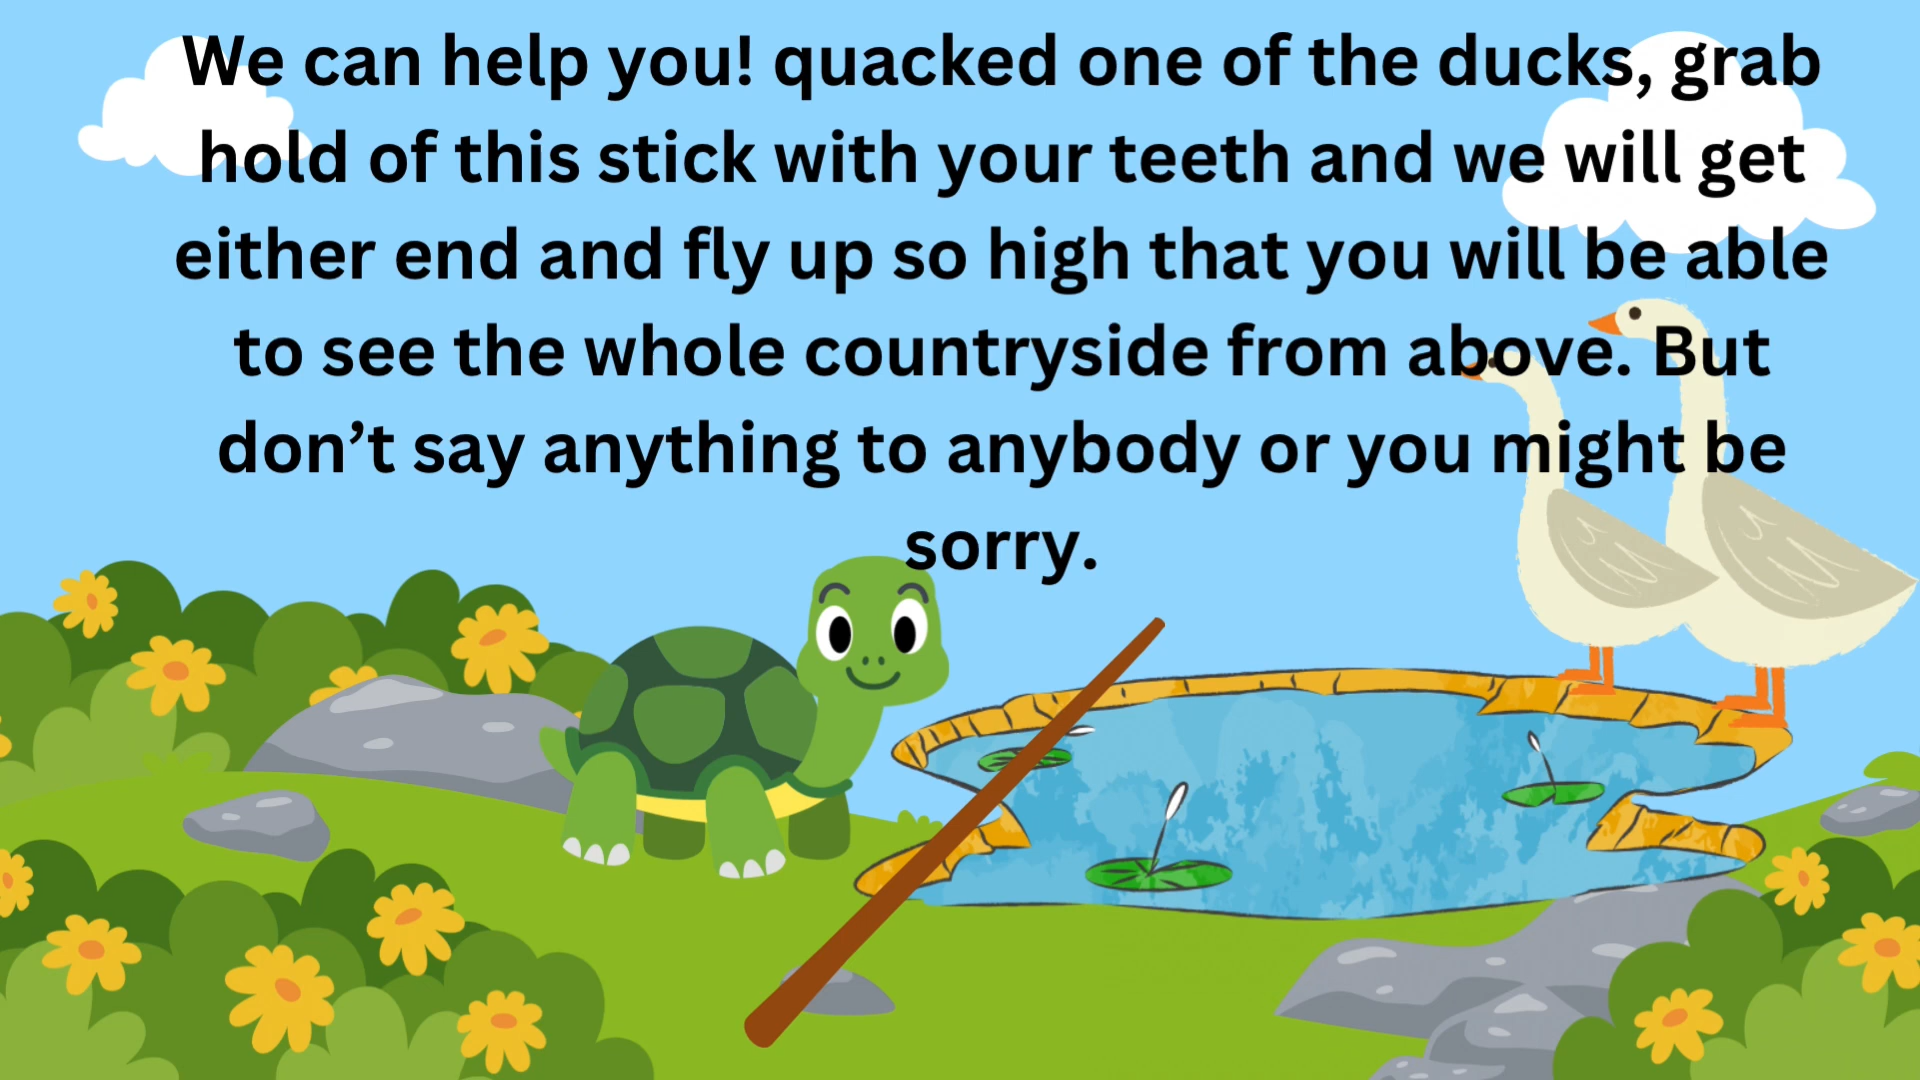 We can help you! quacked one of the ducks, grab
hold of this stick with your teeth and we will get
either end and fly up so high that you will be able
to see the whole countryside from above. But
don’t say anything to anybody or you might be
sorry.